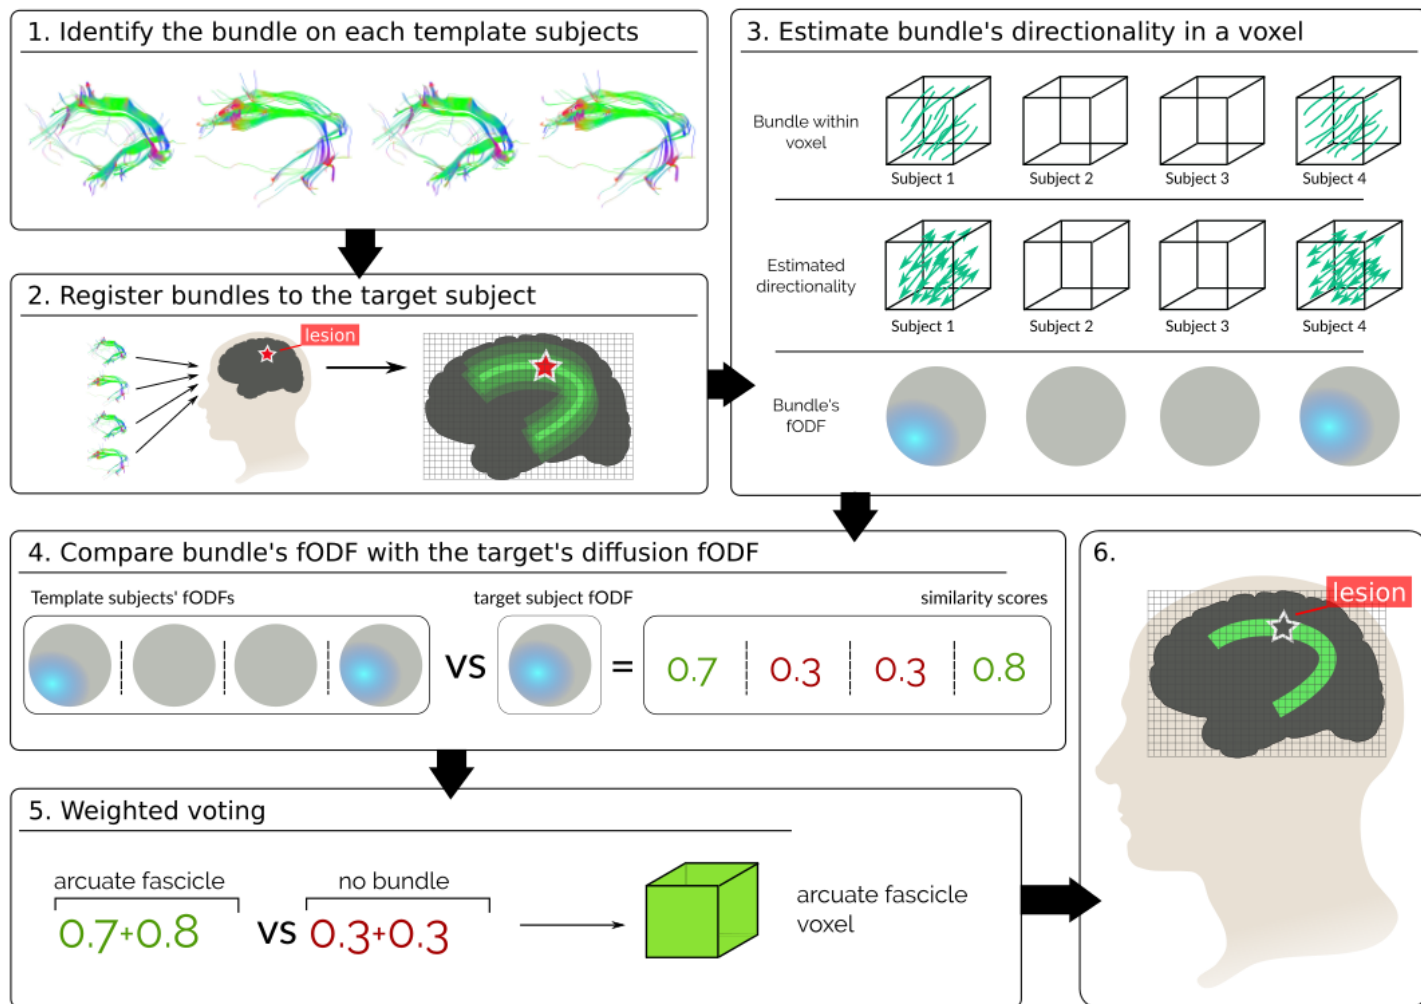 1. Identify the bundle on each template subjects
2. Register bundles to the target subject
lesion
3. Estimate bundle's directionality in a voxel
Bundle within
voxel
Subject 1
Subject 2
Subject 3
Subject 4
Estimated
directionality
Subject 1
Subject 2
Subject 3
Subject 4
Bundle's
fODF
4. Compare bundle's fODF with the target's diffusion fODF
Template subjects' fODFs
target subject fODF
similarity scores
vs
=
0.7
0.3
0.3
0.8
5. Weighted voting
arcuate fascicle
no bundle
0.7+0.8
vs
0.3+0.3
arcuate fascicle
voxel
6.
lesion